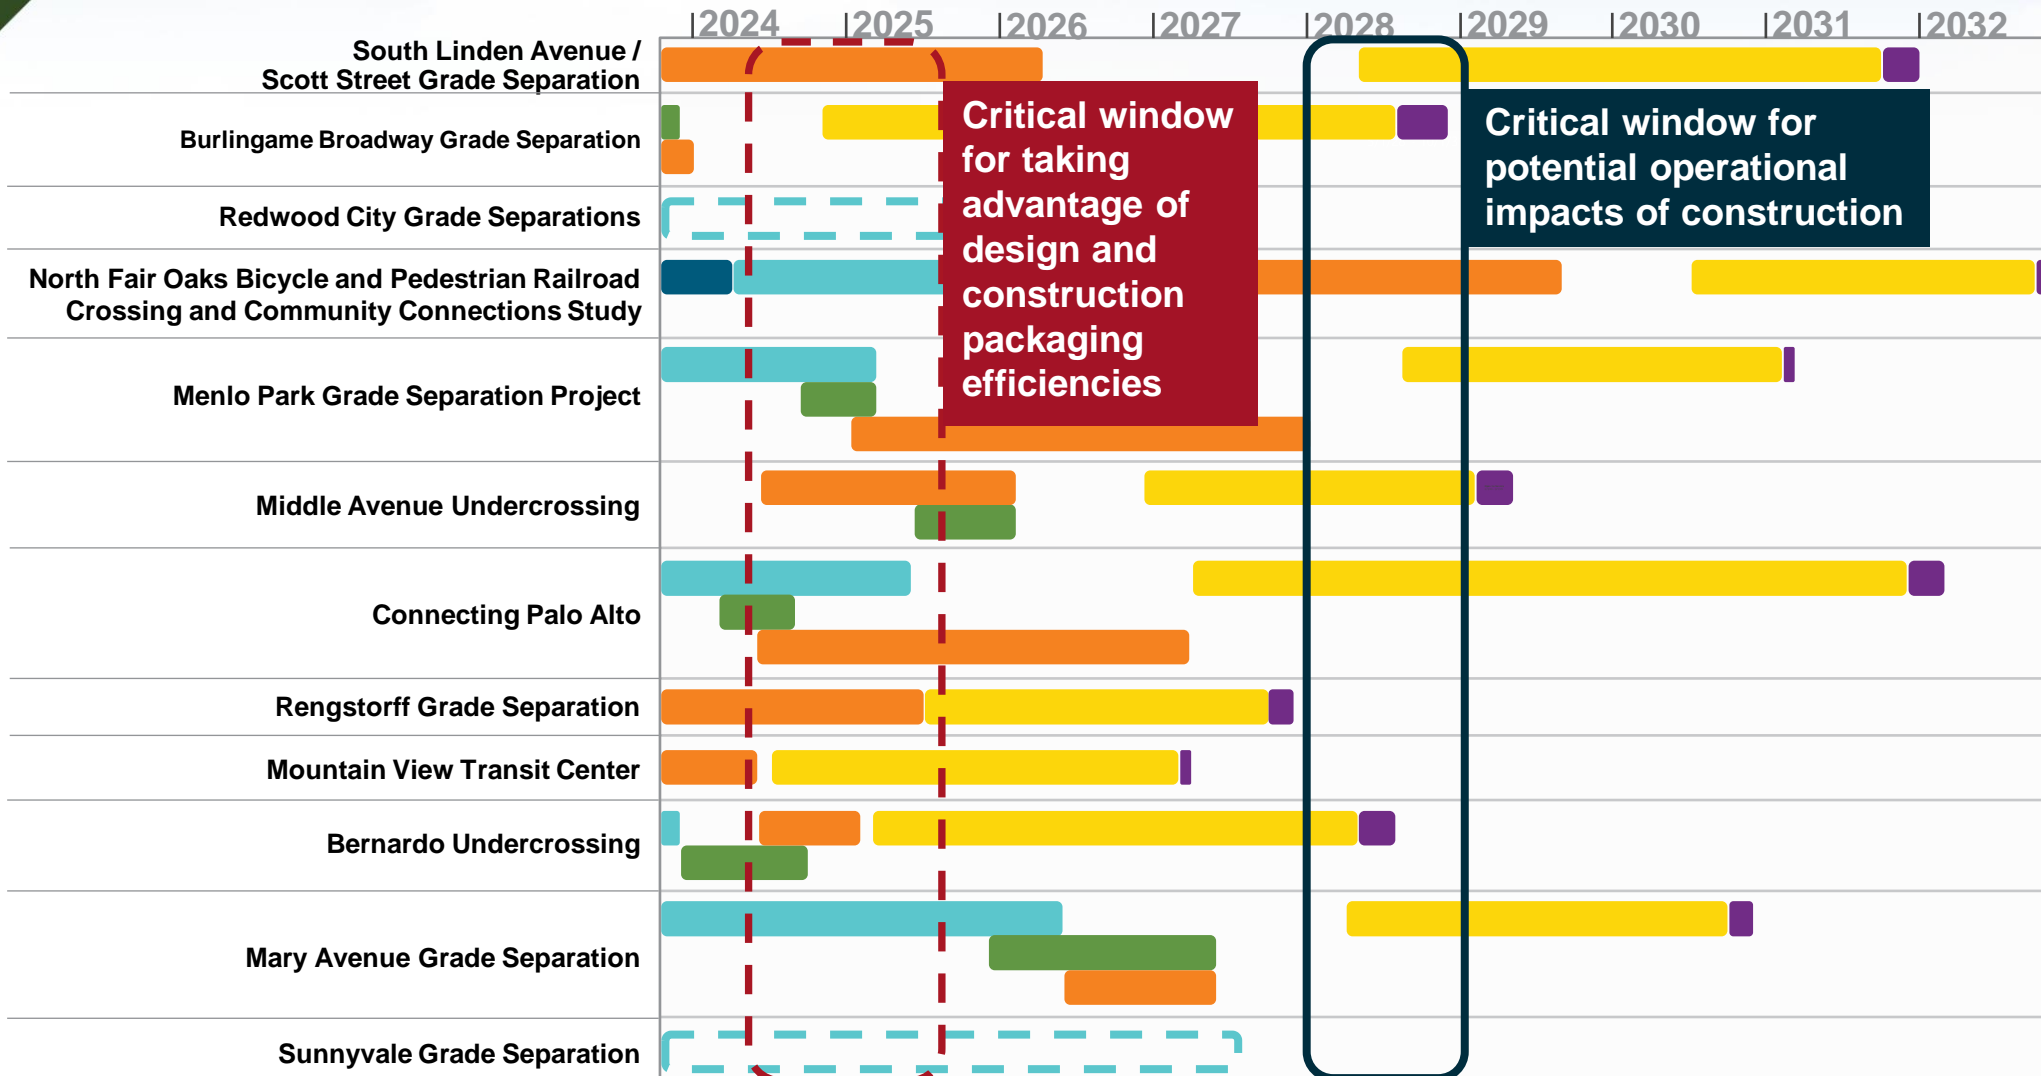 2024 2025 2026 2027 2028 2029 2030 2031 2032
South Linden Avenue /
Scott Street Grade Separation
Burlingame Broadway Grade Separation
Redwood City Grade Separations
North Fair Oaks Bicycle and Pedestrian Railroad
Crossing and Community Connections Study
Menlo Park Grade Separation Project
Middle Avenue Undercrossing
Connecting Palo Alto
Rengstorff Grade Separation
Mountain View Transit Center
Bernardo Undercrossing
Mary Avenue Grade Separation
Sunnyvale Grade Separation
Critical window
for taking
advantage of
design and
construction
packaging
efficiencies
Critical window for
potential operational
impacts of construction